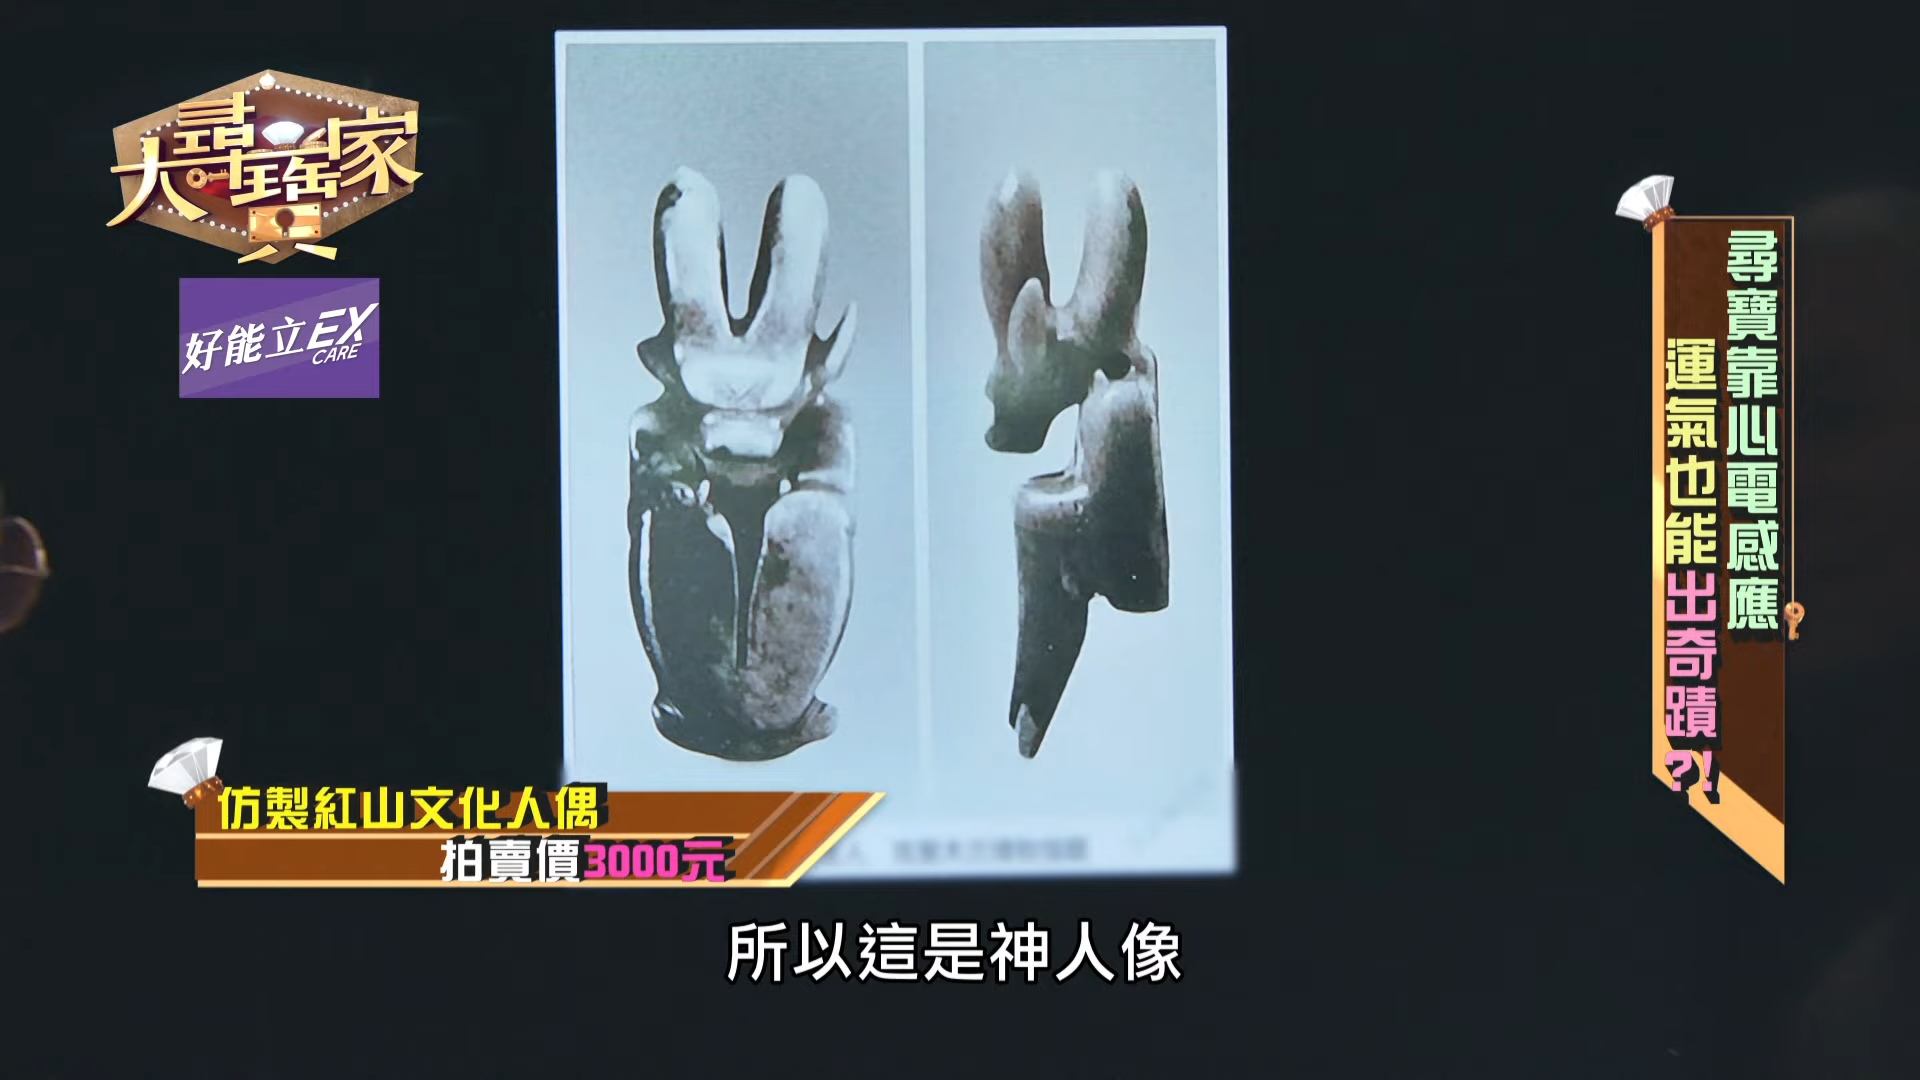 大尋寶家
好能立EX
CARE
尋寶靠心電感應
運氣也能出奇蹟?!
仿製紅山文化人偶
拍賣價3000元
所以這是神人像